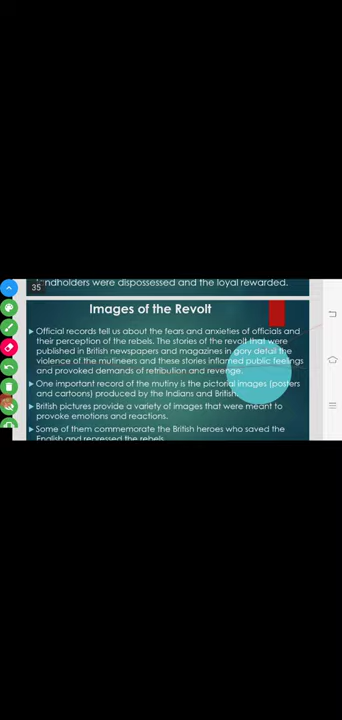 landholders were dispossessed and the loyal rewarded.
35
Images of the Revolt
Official records tell us about the fears and anxieties of officials and
their perception of the rebels. The stories of the revolt that were
published in British newspapers and magazines in gory detail the
violence of the mutineers and these stories inflamed public feelings
and provoked demands of retribution and revenge.
One important record of the mutiny is the pictorial images {posters
and cartoons} produced by the Indians and British.
British pictures provide a variety of images that were meant to
provoke emotions and reactions.
Some of them commemorate the British heroes who saved the
English and repressed the rebels